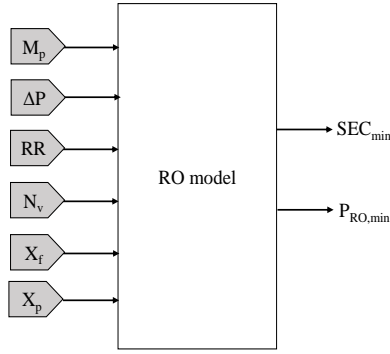 M_p
ΔP
RR
N_v
X_f
X_p
RO model
SEC_min
P_RO,min